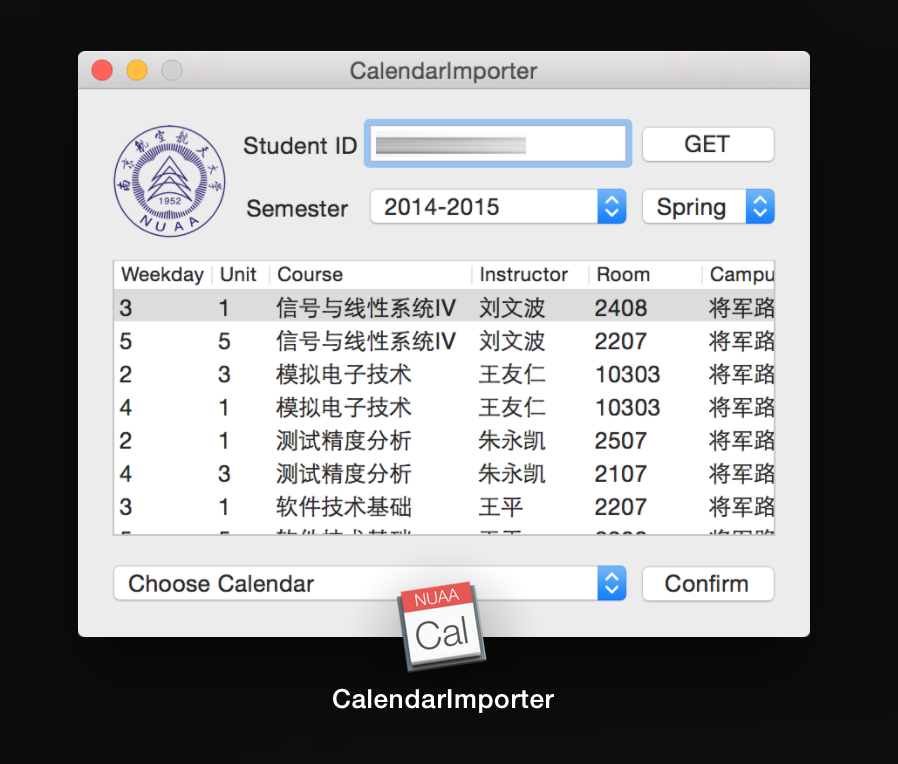 CalendarImporter
南京航空航天大学
1952
NUAA
Student ID
GET
Semester 2014-2015 Spring
Weekday Unit Course Instructor Room Campu
3 1 信号与线性系统IV 刘文波 2408 将军路
5 5 信号与线性系统IV 刘文波 2207 将军路
2 3 模拟电子技术 王友仁 10303 将军路
4 1 模拟电子技术 王友仁 10303 将军路
2 1 测试精度分析 朱永凯 2507 将军路
4 3 测试精度分析 朱永凯 2107 将军路
3 1 软件技术基础 王平 2207 将军路
Choose Calendar Confirm
NUAA
Cal
CalendarImporter